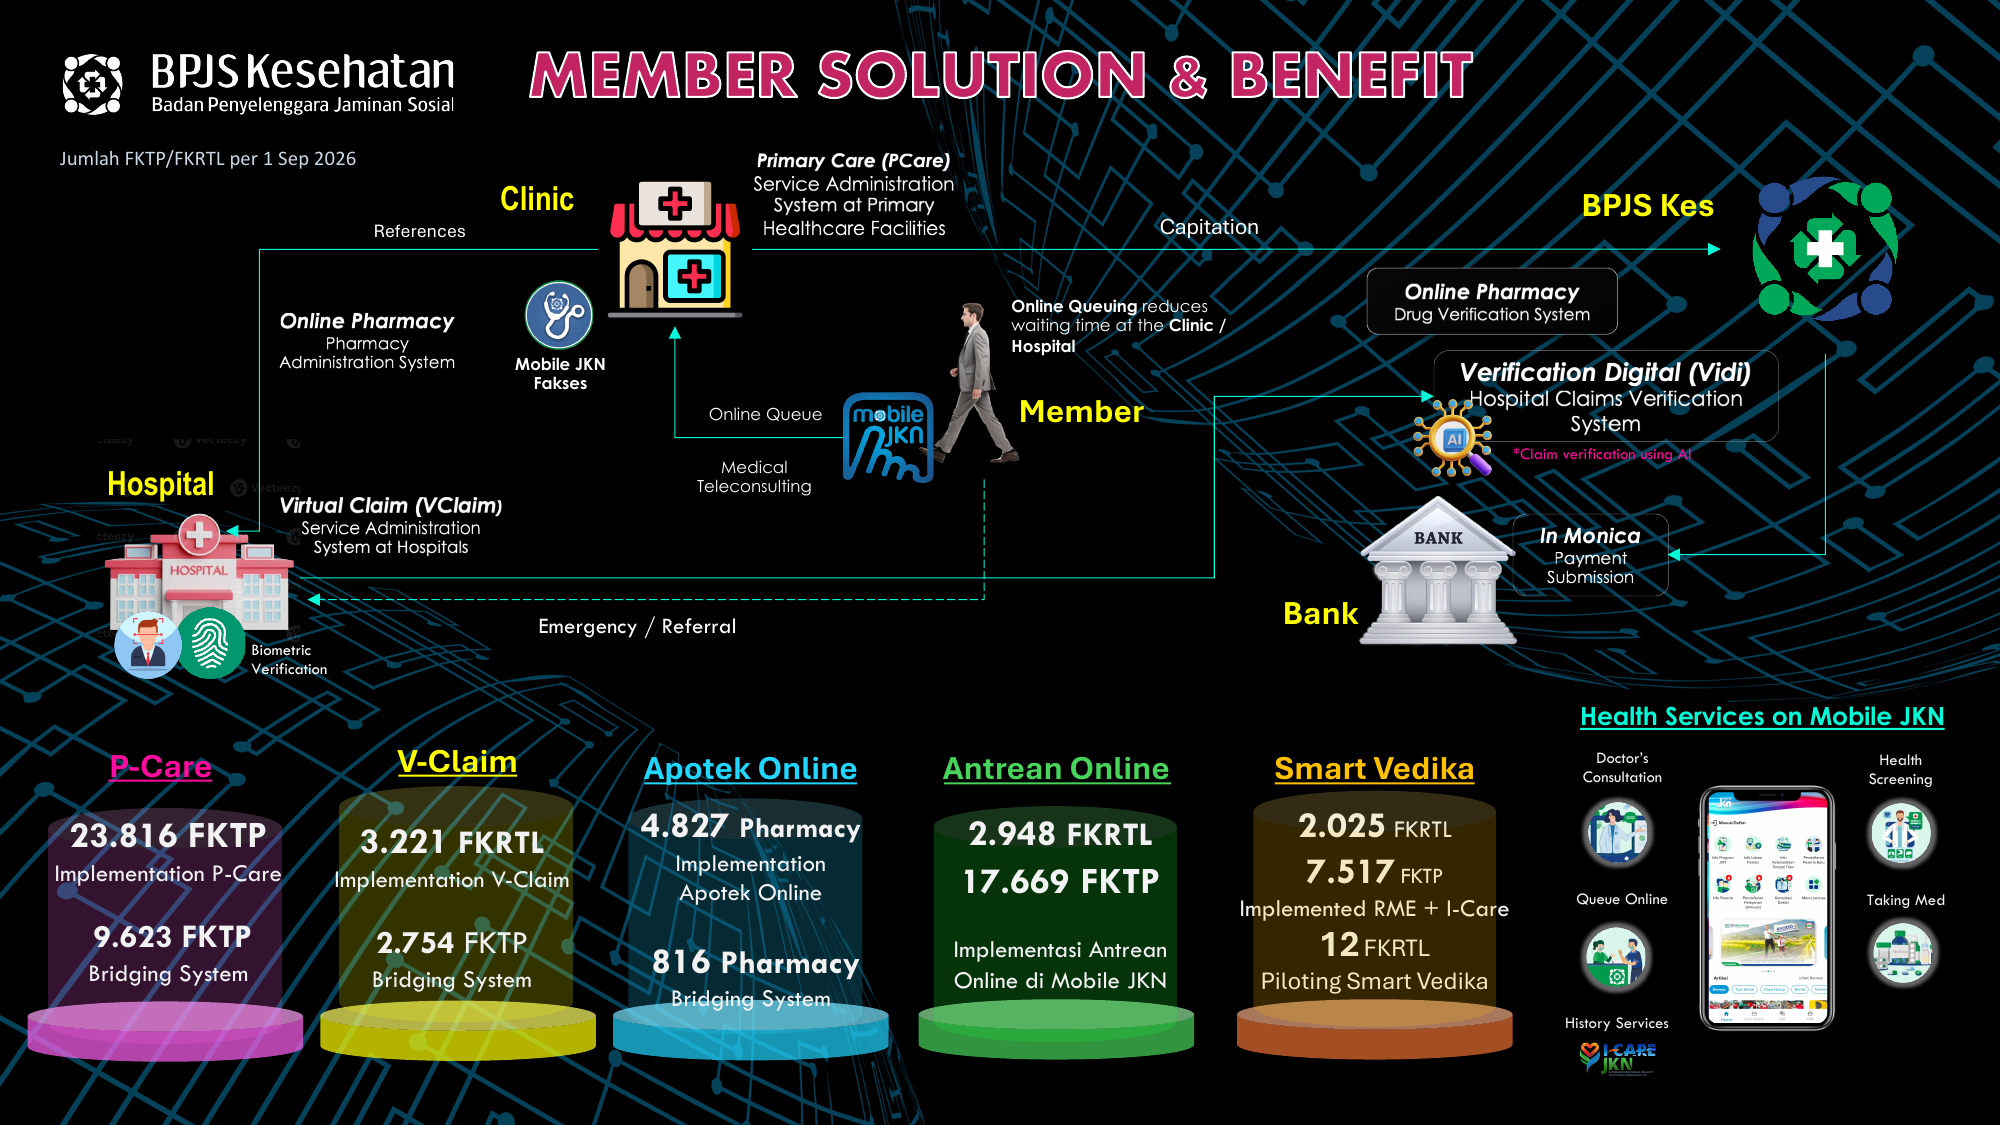 BPJS Kesehatan
Badan Penyelenggara Jaminan Sosial
MEMBER SOLUTION & BENEFIT
Jumlah FKTP/FKRTL per 1 Sep 2026
Clinic
Primary Care (PCare)
Service Administration
System at Primary
Healthcare Facilities
References
Capitation
BPJS Kes
Online Pharmacy
Pharmacy
Administration System
Mobile JKN
Fakses
Online Queuing reduces
waiting time at the Clinic /
Hospital
Online Pharmacy
Drug Verification System
Verification Digital (Vidi)
Hospital Claims Verification
System
AI
*Claim verification using AI
Online Queue
mobile
JKN
Member
Medical
Teleconsulting
Hospital
Virtual Claim (VClaim)
Service Administration
System at Hospitals
HOSPITAL
BANK
In Monica
Payment
Submission
Bank
Emergency / Referral
Biometric
Verification
P-Care
23.816 FKTP
Implementation P-Care
9.623 FKTP
Bridging System
V-Claim
3.221 FKRTL
Implementation V-Claim
2.754 FKTP
Bridging System
Apotek Online
4.827 Pharmacy
Implementation
Apotek Online
816 Pharmacy
Bridging System
Antrean Online
2.948 FKRTL
17.669 FKTP
Implementasi Antrean
Online di Mobile JKN
Smart Vedika
2.025 FKRTL
7.517 FKTP
Implemented RME + I-Care
12 FKRTL
Piloting Smart Vedika
Health Services on Mobile JKN
Doctor's
Consultation
Health
Screening
Queue Online
Taking Med
History Services
I-CARE
JKN